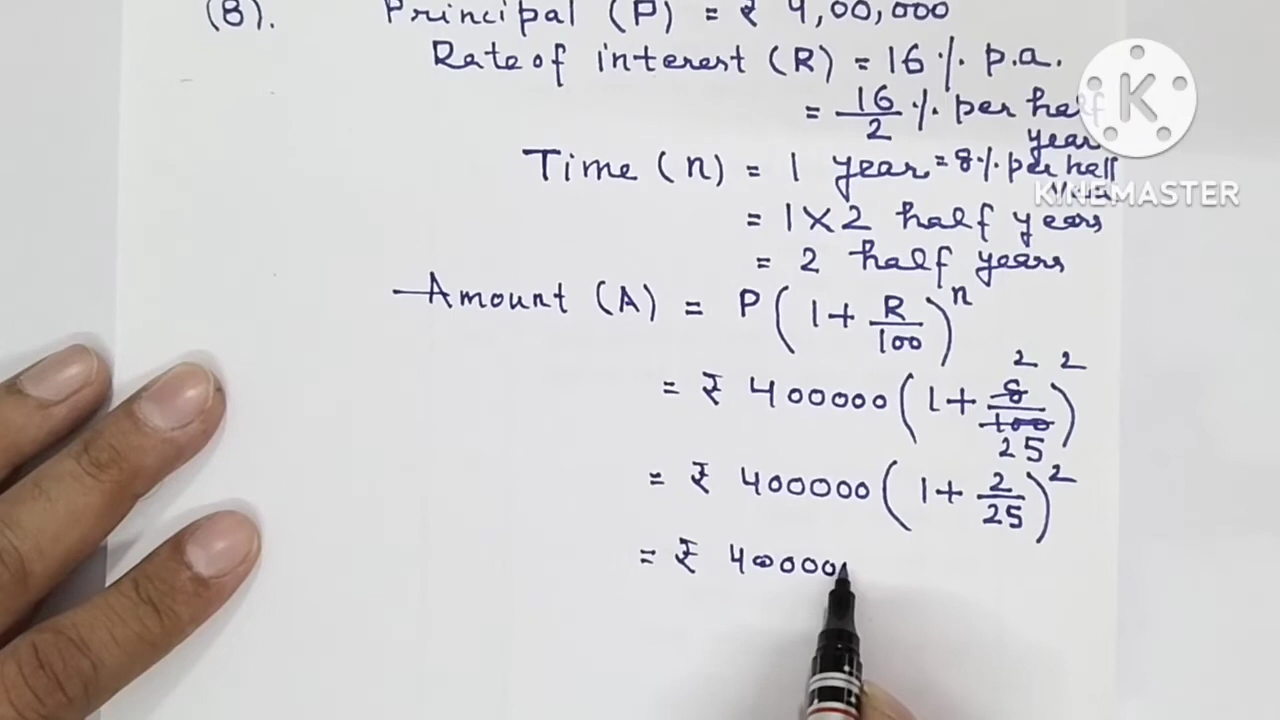 (B). Principal (P) = ₹ 4,00,000
Rate of interest (R) = 16 % p.a.
= 16/2 % per half year
Time (n) = 1 year = 8 % per half
= 1 × 2 half years
= 2 half years
Amount (A) = P (1 + R/100)^n
= ₹ 400000 (1 + 8/100)^2 2 25
= ₹ 400000 (1 + 2/25)^2
= ₹ 400000
K
KINEMASTER